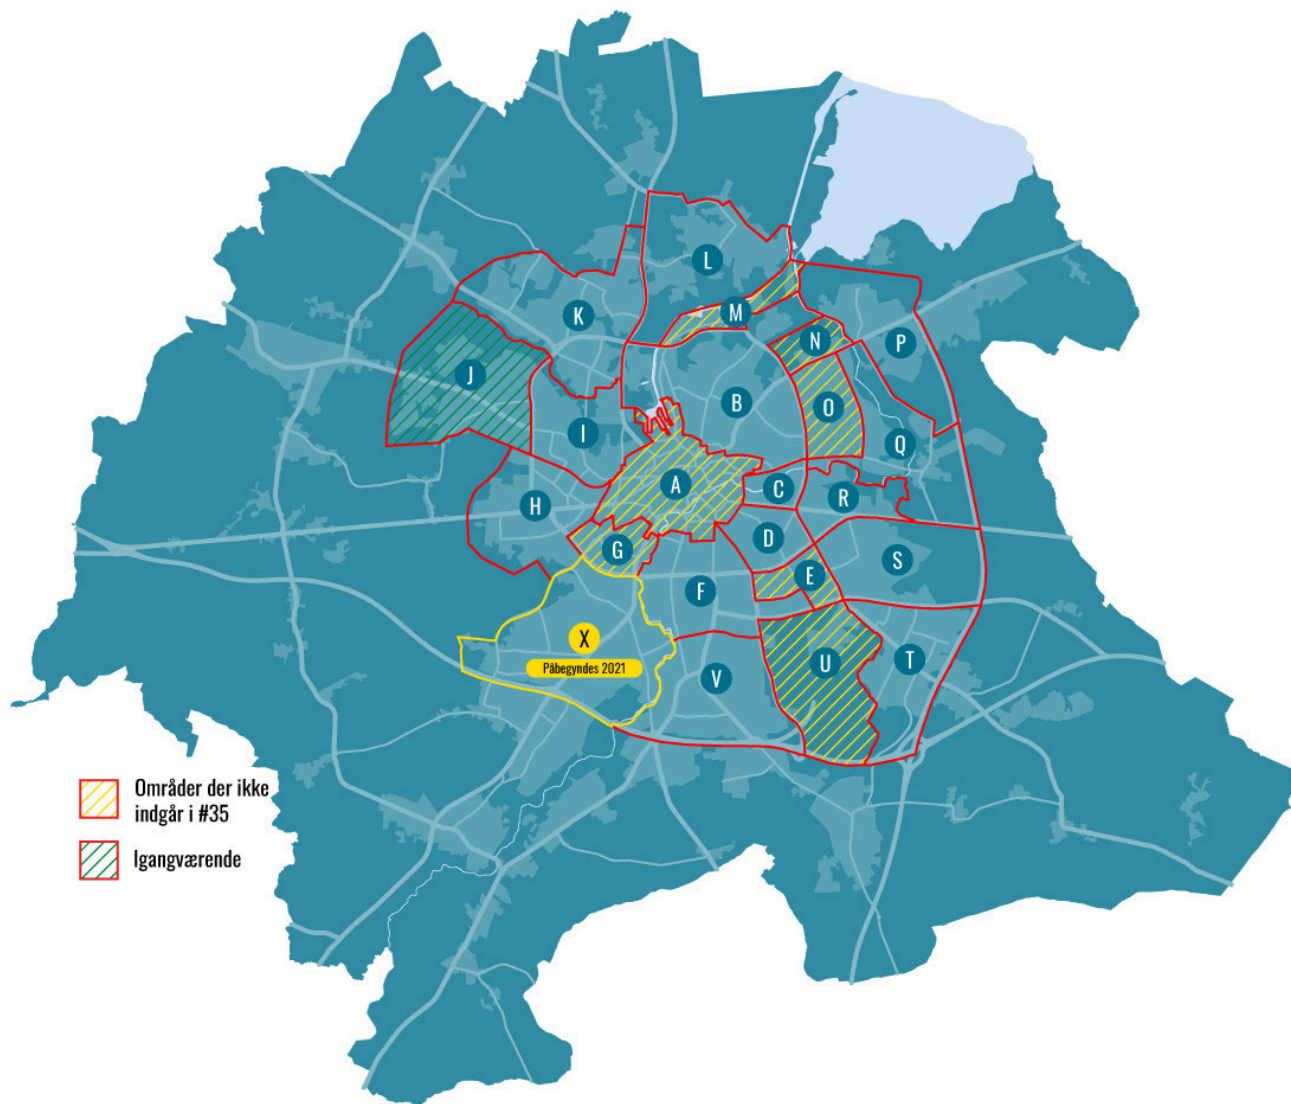 L
K
M
N
P
J
B
O
I
Q
A
C
R
H
D
G
E
S
F
X
Påbegyndes 2021
U
T
V
Områder der ikke
indgår i #35
Igangværende